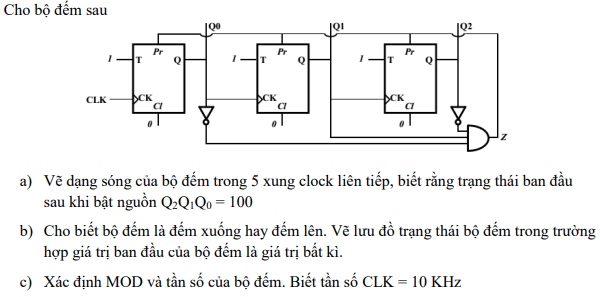 Cho bộ đếm sau
Q0 Q1 Q2
1 T Pr Q 1 T Pr Q 1 T Pr Q
CLK CK CK CK
Cl Cl Cl
0 0 0
Z
a) Vẽ dạng sóng của bộ đếm trong 5 xung clock liên tiếp, biết rằng trạng thái ban đầu
sau khi bật nguồn Q₂Q₁Q₀ = 100
b) Cho biết bộ đếm là đếm xuống hay đếm lên. Vẽ lưu đồ trạng thái bộ đếm trong trường
hợp giá trị ban đầu của bộ đếm là giá trị bất kì.
c) Xác định MOD và tần số của bộ đếm. Biết tần số CLK = 10 KHz